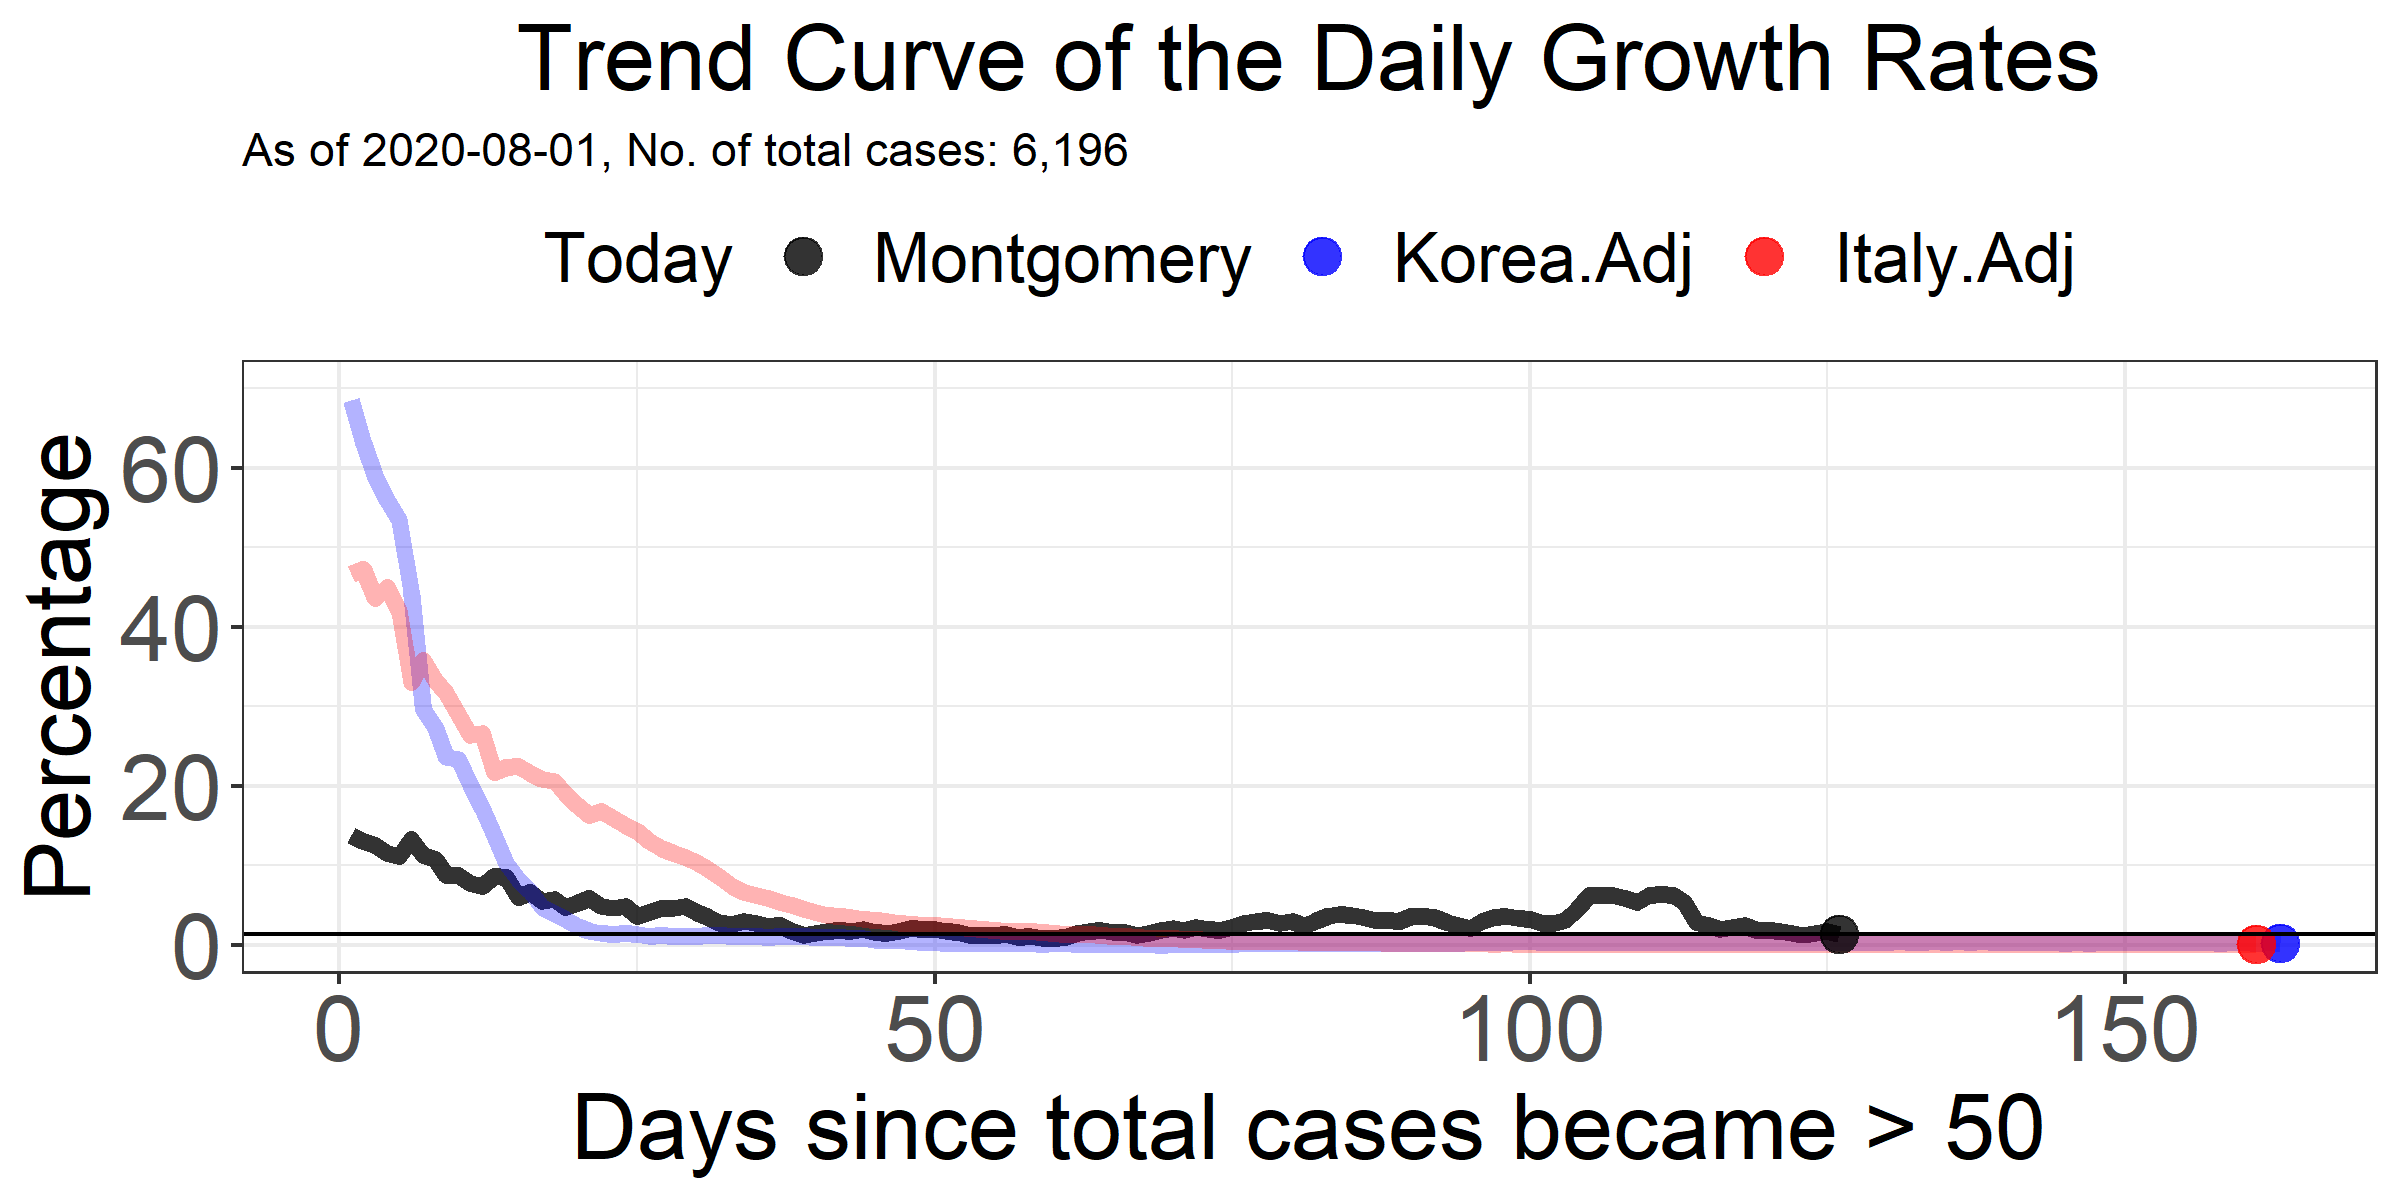 Trend Curve of the Daily Growth Rates
As of 2020-08-01, No. of total cases: 6,196
Today Montgomery Korea.Adj Italy.Adj
Percentage
60
40
20
0
0 50 100 150
Days since total cases became > 50